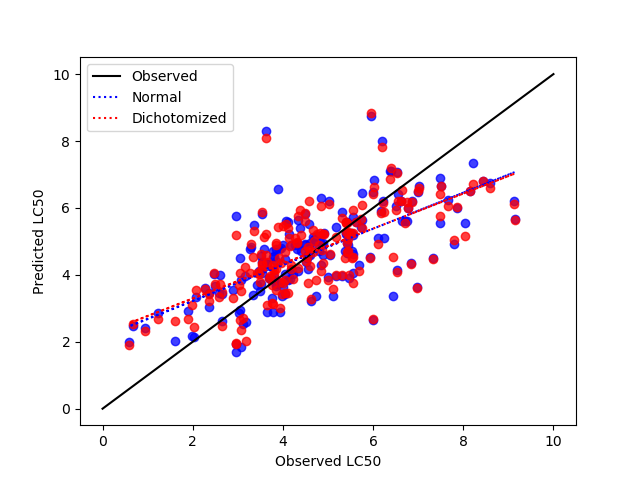 Observed
Normal
Dichotomized
10
8
6
4
2
0
Predicted LC50
0 2 4 6 8 10
Observed LC50